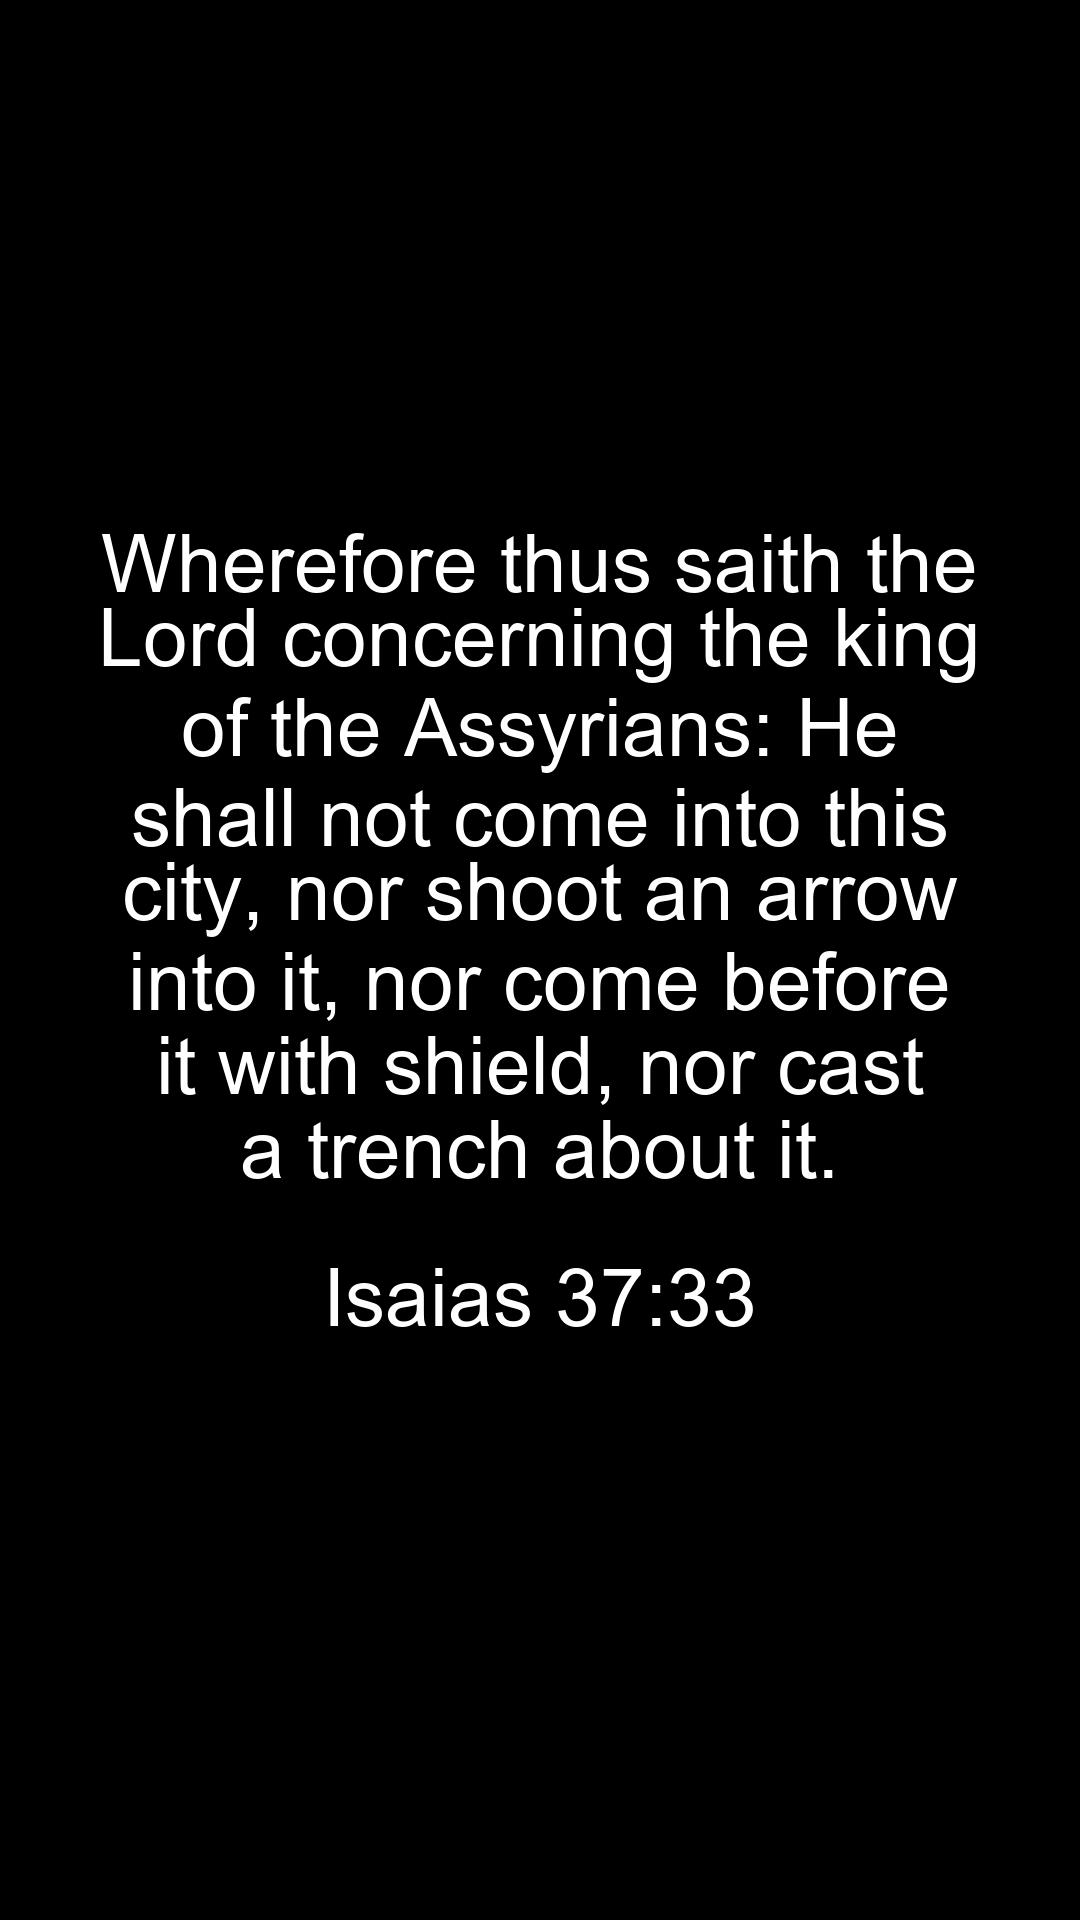 Wherefore thus saith the
Lord concerning the king
of the Assyrians: He
shall not come into this
city, nor shoot an arrow
into it, nor come before
it with shield, nor cast
a trench about it.
Isaias 37:33